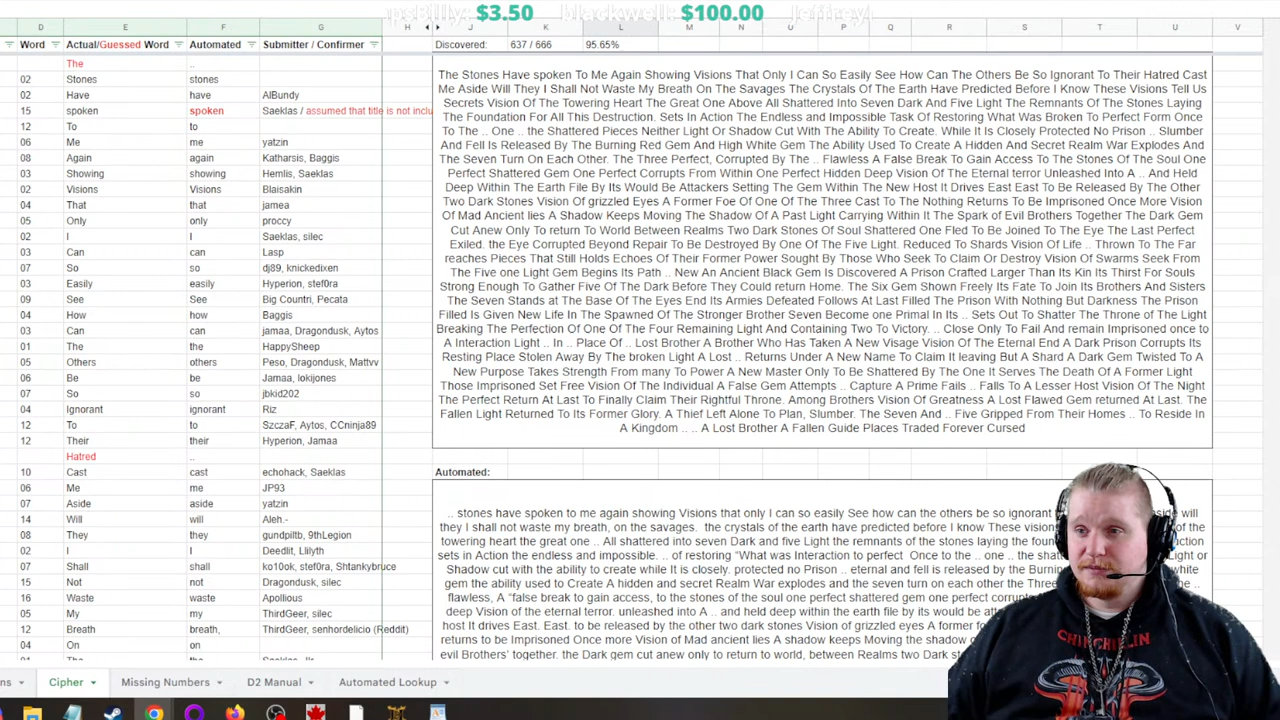 psBllly: $3.50 blackwell: $100.00 Jeffrey
D E F G H J K L M N O P Q R S T U V
Word Actual/Guessed Word Automated Submitter / Confirmer Discovered: 637 / 666 95.65%
The ..
02 Stones stones
02 Have have AlBundy
15 spoken spoken Saeklas / assumed that title is not inclu
12 To to
06 Me me yatzin
08 Again again Katharsis, Baggis
03 Showing showing Hemlis, Saeklas
02 Visions Visions Blaisakin
04 That that jamea
05 Only only proccy
02 I I Saeklas, silec
03 Can can Lasp
07 So so dj89, knickedixen
03 Easily easily Hyperion, stef0ra
09 See See Big Countri, Pecata
04 How how Baggis
03 Can can jamaa, Dragondusk, Aytos
01 The the HappySheep
05 Others others Peso, Dragondusk, Mattvv
06 Be be Jamaa, lokijones
07 So so jbkid202
04 Ignorant ignorant Riz
12 To to SzczaF, Aytos, CCninja89
12 Their their Hyperion, Jamaa
Hatred ..
10 Cast cast echohack, Saeklas
06 Me me JP93
07 Aside aside yatzin
14 Will will Aleh.-
08 They they gundpiltb, 9thLegion
02 I I Deedlit, Llilyth
07 Shall shall ko10ok, stef0ra, Shtankybruce
15 Not not Dragondusk, silec
16 Waste waste Apollious
05 My my ThirdGeer, silec
12 Breath breath, ThirdGeer, senhordelicio (Reddit)
04 On on
The the
The Stones Have spoken To Me Again Showing Visions That Only I Can So Easily See How Can The Others Be So Ignorant To Their Hatred Cast
Me Aside Will They I Shall Not Waste My Breath On The Savages The Crystals Of The Earth Have Predicted Before I Know These Visions Tell Us
Secrets Vision Of The Towering Heart The Great One Above All Shattered Into Seven Dark And Five Light The Remnants Of The Stones Laying
The Foundation For All This Destruction. Sets In Action The Endless and Impossible Task Of Restoring What Was Broken To Perfect Form Once
To The .. One .. the Shattered Pieces Neither Light Or Shadow Cut With The Ability To Create. While It Is Closely Protected No Prison .. Slumber
And Fell Is Released By The Burning Red Gem And High White Gem The Ability Used To Create A Hidden And Secret Realm War Explodes and
The Seven Turn On Each Other. The Three Perfect, Corrupted By The .. Flawless A False Break To Gain Access To The Stones Of The Soul One
Perfect Shattered Gem One Perfect Corrupts From Within One Perfect Hidden Deep Vision Of The Eternal terror Unleashed Into A .. And Held
Deep Within The Earth File By Its Would Be Attackers Setting The Gem Within The New Host It Drives East East To Be Released By The Other
Two Dark Stones Vision Of grizzled Eyes A Former Foe Of One Of The Three Cast To The Nothing Returns To Be Imprisoned Once More Vision
Of Mad Ancient lies A Shadow Keeps Moving The Shadow Of A Past Light Carrying Within It The Spark of Evil Brothers Together The Dark Gem
Cut Anew Only To return To World Between Realms Two Dark Stones Of Soul Shattered One Fled To Be Joined To The Eye The Last Perfect
Exiled. the Eye Corrupted Beyond Repair To Be Destroyed By One Of The Five Light. Reduced To Shards Vision Of Life .. Thrown To The Far
reaches Pieces That Still Holds Echoes Of Their Former Power Sought By Those Who Seek To Claim Or Destroy Vision Of Swarms Seek From
The Five one Light Gem Begins Its Path .. New An Ancient Black Gem Is Discovered A Prison Crafted Larger Than Its Kin Its Thirst For Souls
Strong Enough To Gather Five Of The Dark Before They Could return Home. The Six Gem Shown Freely Its Fate To Join Its Brothers And Sisters
The Seven Stands at The Base Of The Eyes End Its Armies Defeated Follows At Last Filled The Prison With Nothing But Darkness The Prison
Filled Is Given New Life In The Spawned Of The Stronger Brother Seven Become one Primal In Its .. Sets Out To Shatter The Throne of The Light
Breaking The Perfection Of One Of The Four Remaining Light And Containing Two To Victory. .. Close Only To Fail And remain Imprisoned once to
A Interaction Light .. In .. Place Of .. Lost Brother A Brother Who Has Taken A New Visage Vision Of The Eternal End A Dark Prison Corrupts Its
Resting Place Stolen Away By The broken Light A Lost .. Returns Under A New Name To Claim It leaving But A Shard A Dark Gem Twisted To A
New Purpose Takes Strength From many To Power A New Master Only To Be Shattered By The One It Serves The Death Of A Former Light
Those Imprisoned Set Free Vision Of The Individual A False Gem Attempts .. Capture A Prime Fails .. Falls To A Lesser Host Vision Of The Night
The Perfect Return At Last To Finally Claim Their Rightful Throne. Among Brothers Vision Of Greatness A Lost Flawed Gem returned At Last. The
Fallen Light Returned To Its Former Glory. A Thief Left Alone To Plan, Slumber. The Seven And .. Five Gripped From Their Homes .. To Reside In
A Kingdom .. .. A Lost Brother A Fallen Guide Places Traded Forever Cursed
Automated:
.. stones have spoken to me again showing Visions that only I can so easily See how can the others be so ignorant
they I shall not waste my breath, on the savages. the crystals of the earth have predicted before I know These vision
towering heart the great one .. All shattered into seven Dark and five Light the remnants of the stones laying the
sets in Action the endless and impossible. .. of restoring "What was Interaction to perfect Once to the .. one .. the
Shadow cut with the ability to create while It is closely. protected no Prison .. eternal and fell is released by the
gem the ability used to Create A hidden and secret Realm War explodes and the seven turn on each other the
flawless, A "false break to gain access, to the stones of the soul one perfect shattered gem one perfect
deep Vision of the eternal terror. unleashed into A .. and held deep within the earth file by its would be
host It drives East. East. to be released by the other two dark stones Vision of grizzled eyes A former
returns to be Imprisoned Once more Vision of Mad ancient lies A shadow keeps Moving the shadow
evil Brothers' together. the Dark gem cut anew only to return to world, between Realms two Dark
ns Cipher Missing Numbers D2 Manual Automated Lookup